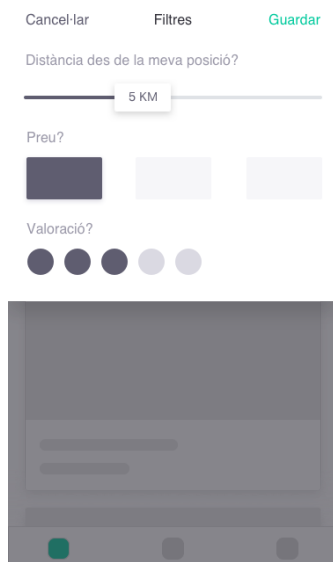 Cancel·lar Filtres Guardar
Distància des de la meva posició?
5 KM
Preu?
Valoració?